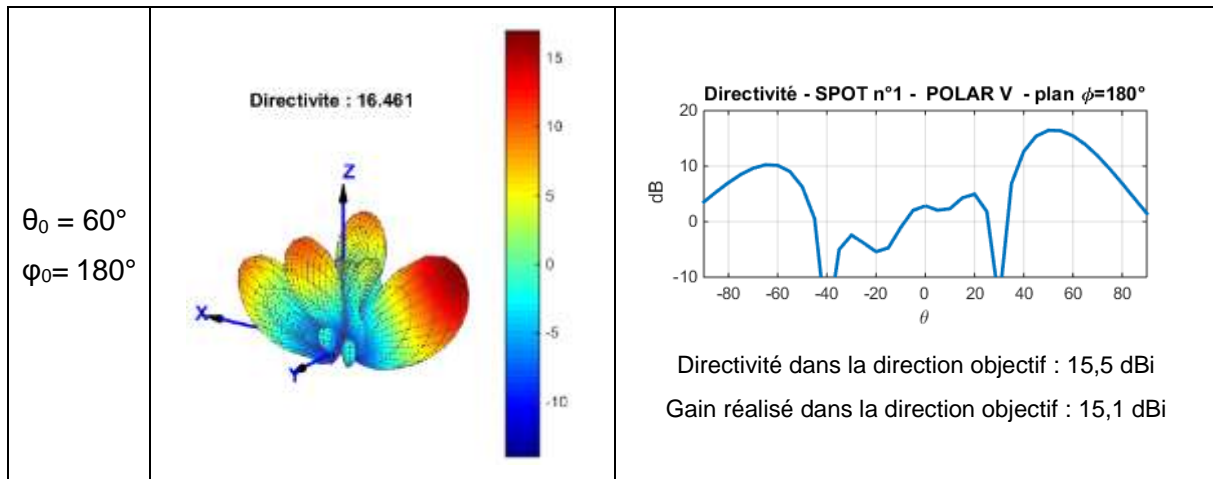 θ₀ = 60°
φ₀= 180°
Directivite : 16.461
Z
X
Y
15
10
5
0
-5
-10
Directivité - SPOT n°1 - POLAR V - plan ϕ=180°
20
10
0
-10
dB
-80 -60 -40 -20 0 20 40 60 80
θ
Directivité dans la direction objectif : 15,5 dBi
Gain réalisé dans la direction objectif : 15,1 dBi